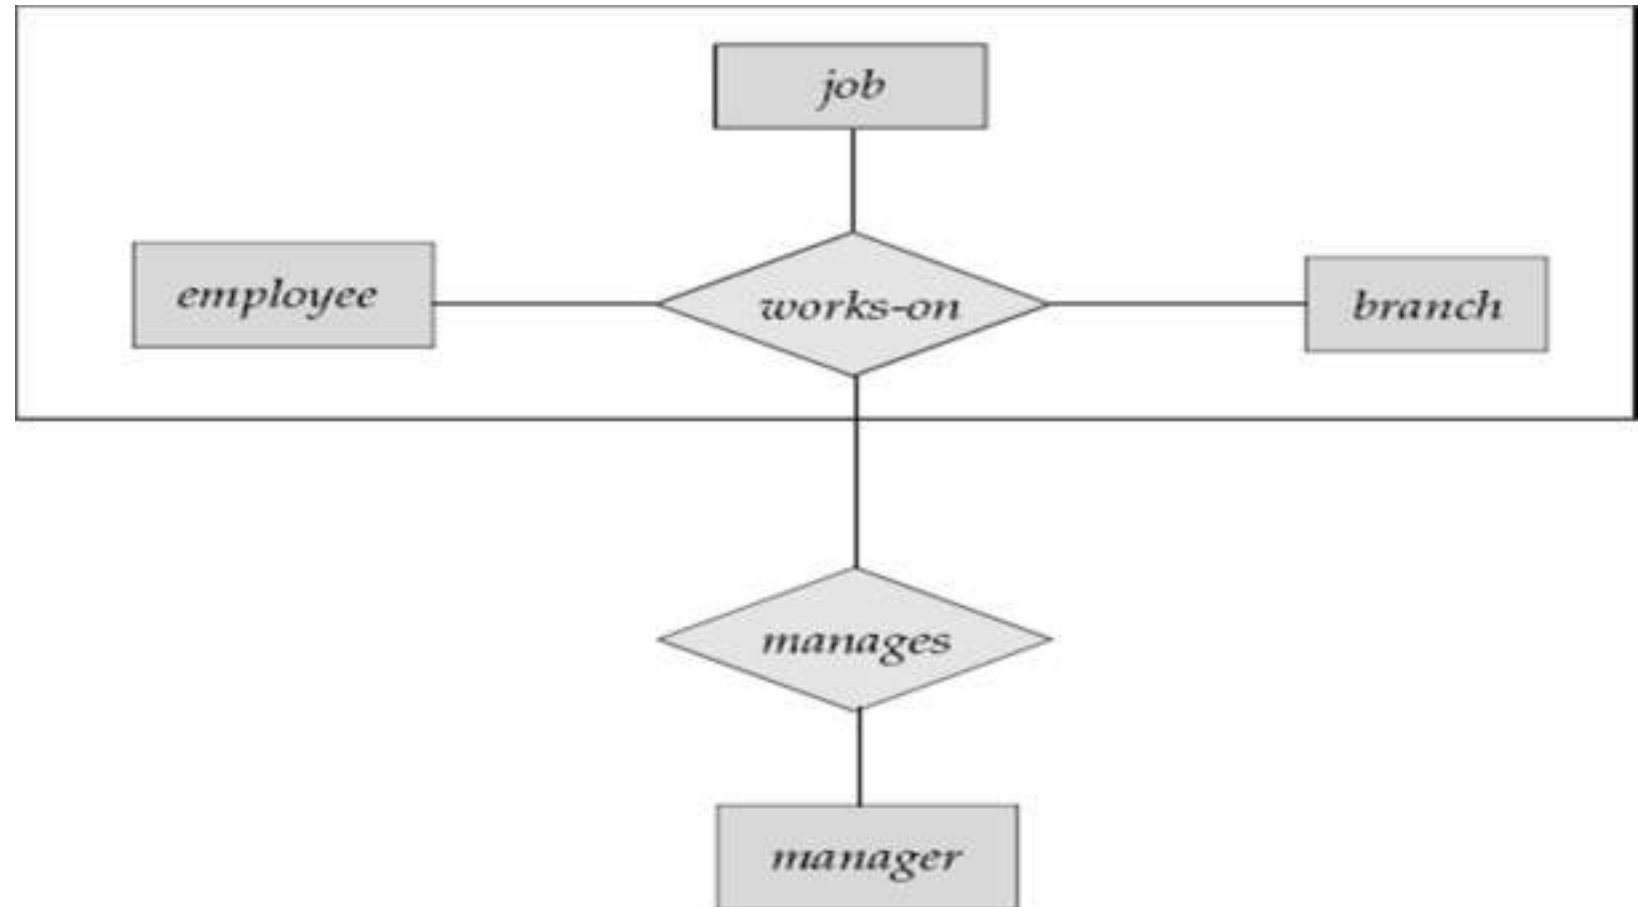 job
employee
works-on
branch
manages
manager